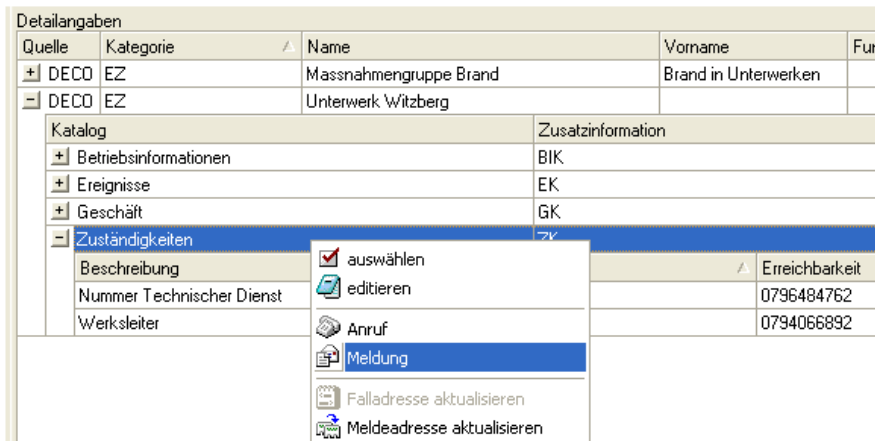 Detailangaben
Quelle Kategorie Name Vorname Fun
DECO EZ Massnahmengruppe Brand Brand in Unterwerken
DECO EZ Unterwerk Witzberg
Katalog Zusatzinformation
Betriebsinformationen BIK
Ereignisse EK
Geschäft GK
Zuständigkeiten ZK
Beschreibung Erreichbarkeit
Nummer Technischer Dienst 0796484762
Werksleiter 0794066892
auswählen
editieren
Anruf
Meldung
Falladresse aktualisieren
Meldeadresse aktualisieren